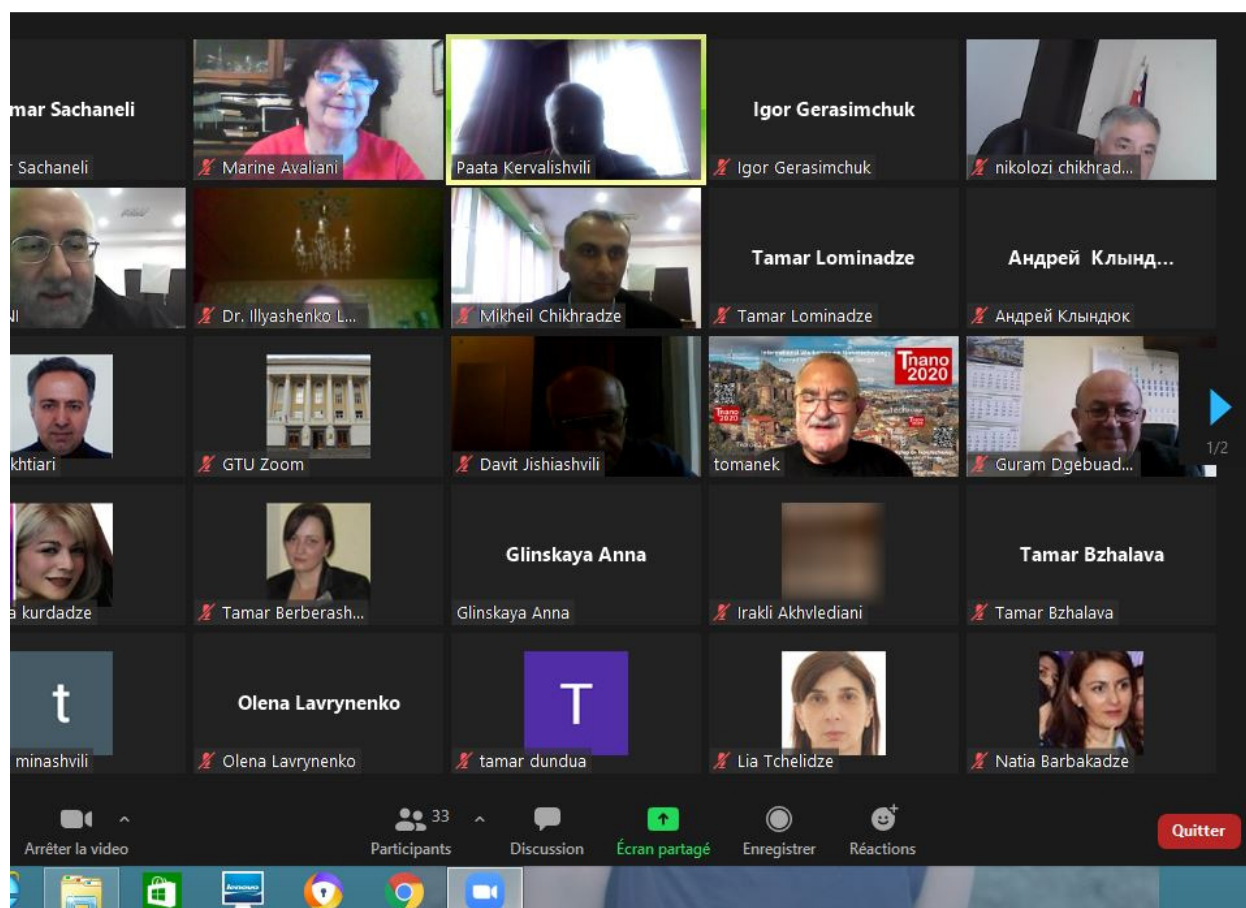 mar Sachaneli
Sachaneli
Marine Avaliani
Paata Kervalishvili
Igor Gerasimchuk
Igor Gerasimchuk
nikolozi chikhrad...
Dr. Illyashenko L...
Mikheil Chikhradze
Tamar Lominadze
Tamar Lominadze
Андрей Клынд...
Андрей Клындюк
khtiari
GTU Zoom
Davit Jishiashvili
tomanek
Tnano
2020
Guram Dgebuad...
1/2
a kurdadze
Tamar Berberash...
Glinskaya Anna
Glinskaya Anna
Irakli Akhvlediani
Tamar Bzhalava
Tamar Bzhalava
t
minashvili
Olena Lavrynenko
Olena Lavrynenko
T
tamar dundua
Lia Tchelidze
Natia Barbakadze
Arrêter la video
Participants
33
Discussion
Écran partagé
Enregistrer
Réactions
Quitter